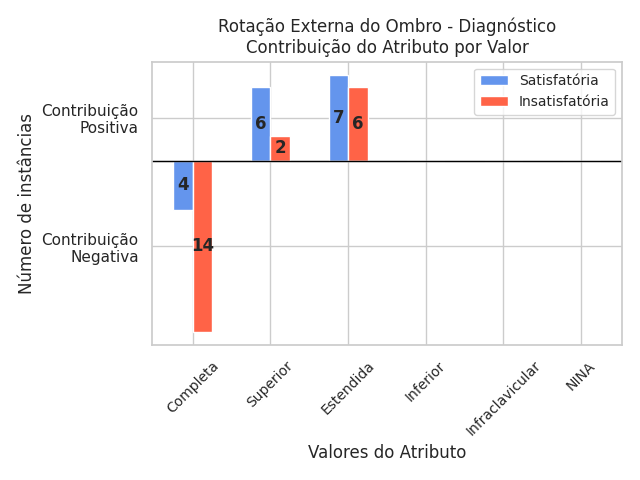 Rotação Externa do Ombro - Diagnóstico
Contribuição do Atributo por Valor
Satisfatória
Insatisfatória
Número de instâncias
Contribuição
Positiva
Contribuição
Negativa
4
14
6
2
7
6
Completa
Superior
Estendida
Inferior
Infraclavicular
NINA
Valores do Atributo